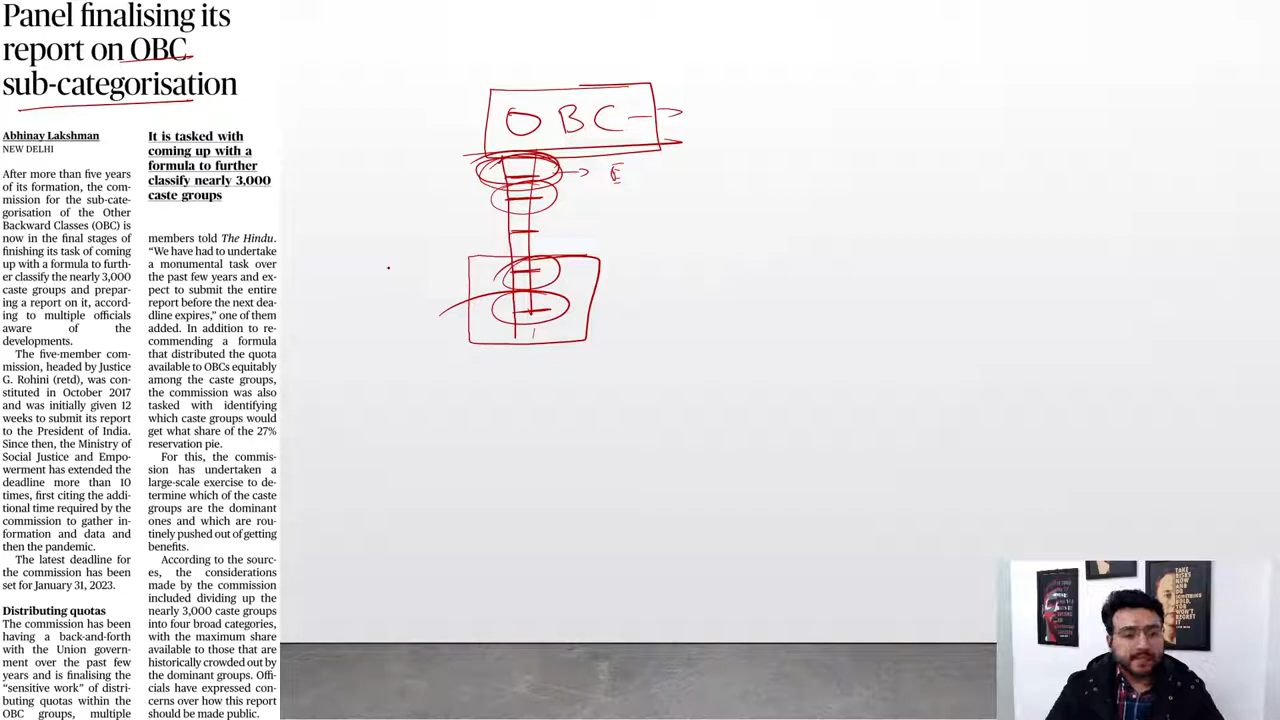 Panel finalising its
report on OBC
sub-categorisation
Abhinay Lakshman
NEW DELHI
After more than five years
of its formation, the com-
mission for the sub-cate-
gorisation of the Other
Backward Classes (OBC) is
now in the final stages of
finishing its task of coming
up with a formula to furth-
er classify the nearly 3,000
caste groups and prepar-
ing a report on it, accord-
ing to multiple officials
aware of the
developments.
The five-member com-
mission, headed by Justice
G. Rohini (retd), was con-
stituted in October 2017
and was initially given 12
weeks to submit its report
to the President of India.
Since then, the Ministry of
Social Justice and Empo-
werment has extended the
deadline more than 10
times, first citing the addi-
tional time required by the
commission to gather in-
formation and data and
then the pandemic.
The latest deadline for
the commission has been
set for January 31, 2023.
Distributing quotas
The commission has been
having a back-and-forth
with the Union govern-
ment over the past few
years and is finalising the
“sensitive work” of distri-
buting quotas within the
OBC groups, multiple
It is tasked with
coming up with a
formula to further
classify nearly 3,000
caste groups
members told The Hindu.
“We have had to undertake
a monumental task over
the past few years and ex-
pect to submit the entire
report before the next dea-
dline expires,” one of them
added. In addition to re-
commending a formula
that distributed the quota
available to OBCs equitably
among the caste groups,
the commission was also
tasked with identifying
which caste groups would
get what share of the 27%
reservation pie.
For this, the commis-
sion has undertaken a
large-scale exercise to de-
termine which of the caste
groups are the dominant
ones and which are rou-
tinely pushed out of getting
benefits.
According to the sourc-
es, the considerations
made by the commission
included dividing up the
nearly 3,000 caste groups
into four broad categories,
with the maximum share
available to those that are
historically crowded out by
the dominant groups. Offi-
cials have expressed con-
cerns over how this report
should be made public.
OBC
TAKE
RISKS
NOW
AND
DO
SOMETHING
BOLD.
YOU
WON'T
REGRET
IT